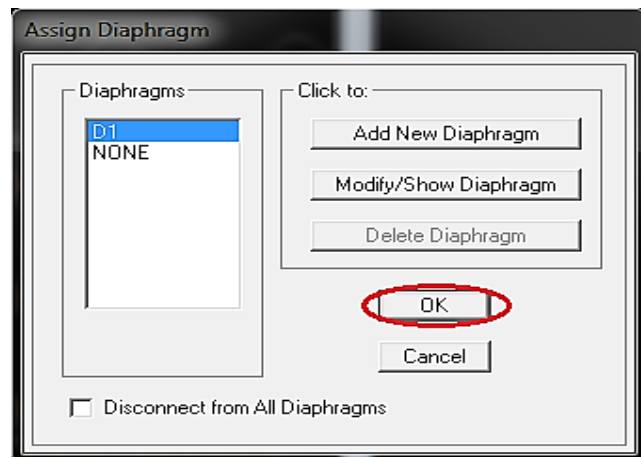 Assign Diaphragm
Diaphragms
D1
NONE
Click to:
Add New Diaphragm
Modify/Show Diaphragm
Delete Diaphragm
OK
Cancel
Disconnect from All Diaphragms